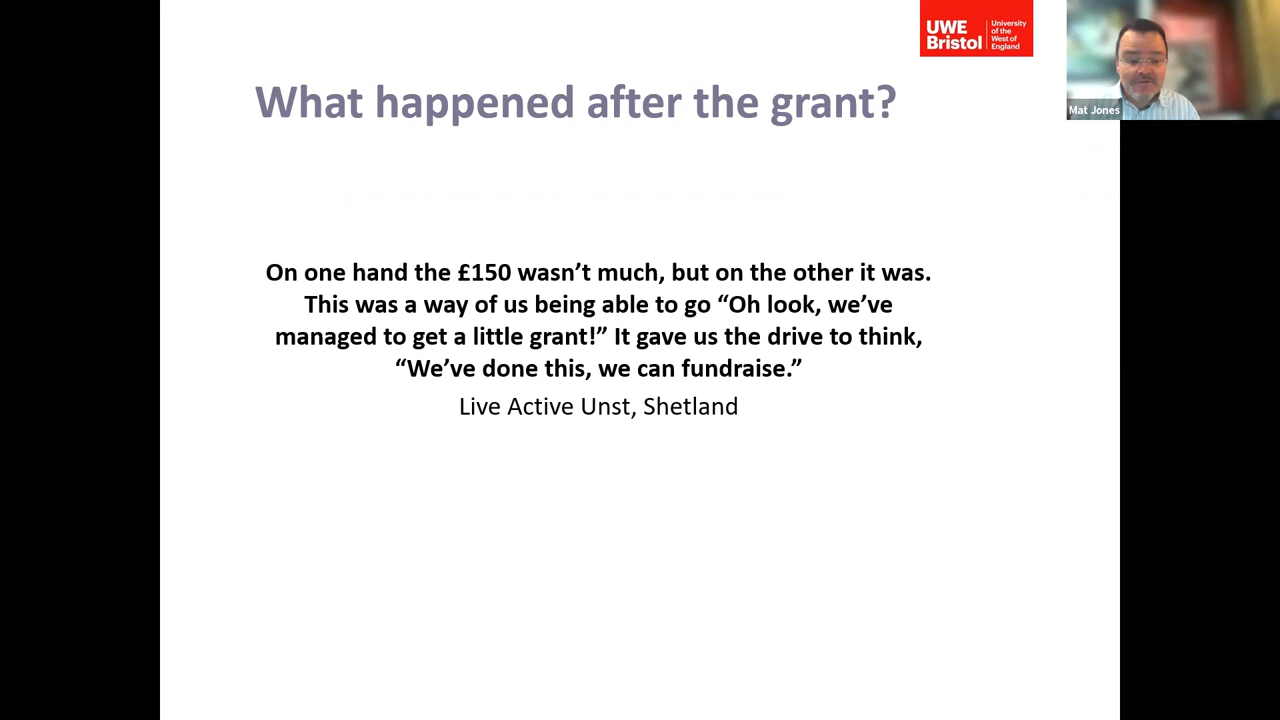 UWE
Bristol
University
of the
West of
England
Mat Jones
What happened after the grant?
On one hand the £150 wasn’t much, but on the other it was.
This was a way of us being able to go “Oh look, we’ve
managed to get a little grant!” It gave us the drive to think,
“We’ve done this, we can fundraise.”
Live Active Unst, Shetland